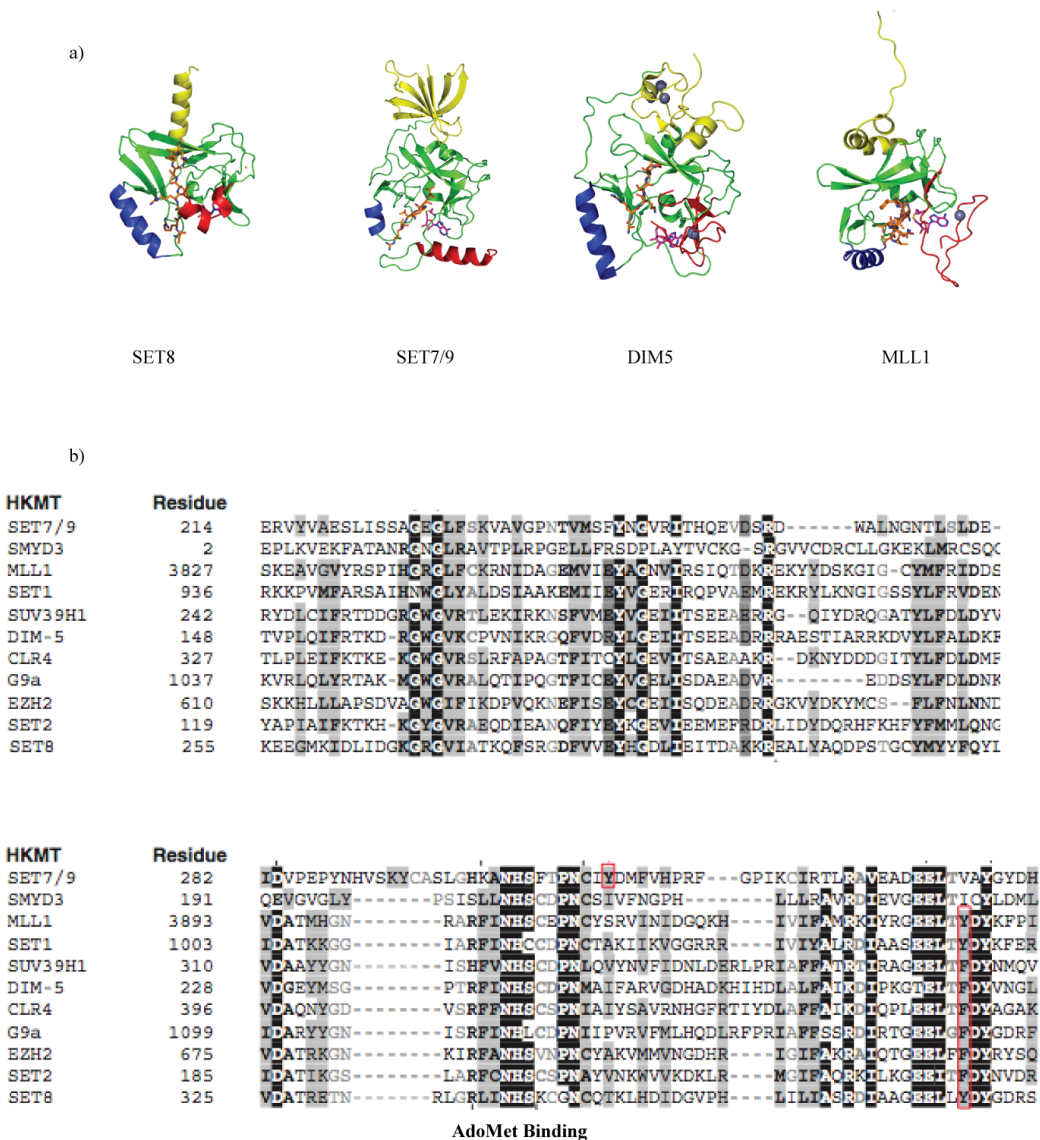 a)
SET8 SET7/9 DIM5 MLL1
b)
HKMT Residue
SET7/9 214 ERVYVAESLISSAGEGLFSKVAVGPNTVMSFYNGVRITHQEVDSRD------WALNGNTLSLDE-
SMYD3 2 EPLKVEKFATANRGNGLRAVTPLRPGELLFRSDPLAYTVCKG-SRGVVCDRCLLGKEKLMRCSQC
MLL1 3827 SKEAVGVYRSPIHGRGLFCKRNIDAGEMVIEYAGNVIRSIQTDKREKYYDSKGIG-CYMFRIDDS
SET1 936 RKKPVMFARSAIHNWGLYALDSIAAKEMIIEYVGERIRQPVAEMREKRYLKNGIGSSYLFRVDEN
SUV39H1 242 RYDLCIFRTDDGRGWGVRTLEKIRKNSFVMEYVGEIITSEEAERRG--QIYDRQGATYLFDLDYV
DIM-5 148 TVPLQIFRTKD-RGWGVKCPVNIKRGQFVDRYLGEIITSEEADRRRAESTIARRKDVYLFALDKF
CLR4 327 TLPLEIFKTKE-KGWGVRSLRFAPAGTFITCYLGEVITSAEAAKR--DKNYDDDGITYLFDLDMF
G9a 1037 KVRLQLYRTAK-MGWGVRALQTIPQGTFICEYVGELISDAEADVR------EDDSYLFDLDNK
EZH2 610 SKKHLLLAPSDVAGWGIFIKDPVQKNEFISEYCGEIISQDEADRRGKVYDKYMCS--FLFNLNND
SET2 119 YAPIAIFKTKH-KGYGVRAEQDIEANQFIYEYKGEVIEEMEFRDRLIDYDQRHFKHFYFMMLQNG
SET8 255 KEEGMKIDLIDGKGRGVIATKQFSRGDFVVEYHGDLIEITDAKKREALYAQDPSTGCYMYYFQYL
HKMT Residue
SET7/9 282 IDVPEPYNHVSKYCASLGHKANHSFTPNCIYDMFVHPRF---GPIKCIRTLRAVEADEELTVAYGYDH
SMYD3 191 QEVGVGLY-------PSISLLNHSCDPNCSIVFNGPH------LLLRAVRDIEVGEELTICYLDML
MLL1 3893 VDATMHGN--------RARFINHSCEPNCYSRVINIDGQKH----IVIFAMRKIYRGEELTYDYKFPI
SET1 1003 IDATKKGG--------IARFINHCCDPNCTAKIIKVGGRRR----IVIYALRDIAASEELTYDYKFER
SUV39H1 310 VDAAYYGN--------ISHFVNHSCDPNLQVYNVFIDNLDERLPRIAFFATRTIRAGEELTFDYNMQV
DIM-5 228 VDGEYMSG--------PTRFINHSCDPNMAIFARVGDHADKHIHDLALFAIKDIPKGTELTFDYVNGL
CLR4 396 VDAQNYGD--------VSRFFNHSCSPNIAIYSAVRNHGFRTIYDLAFFAIKDIQPLEELTFDYAGAK
G9a 1099 IDARYYGN--------ISRFINHLCDPNIIPVRVFMLHQDLRFPRIAFFSSRDIRTGEELGFDYGDRF
EZH2 675 VDATRKGN--------KIRFANHSVNPNCYAKVMMVNGDHR----IGIFAKRAIQTGEELFFDYRYSQ
SET2 185 IDATIKGS--------LARFCNHSCSPNAYVNKWVVKDKLR----MGIFAQRKILKGEELTFDYNVDR
SET8 325 VDATRETN--------RLGRLINHSKCGNCQTKLHDIDGVPH----LILIASRDIAAGEELLYDYGDRS
AdoMet Binding